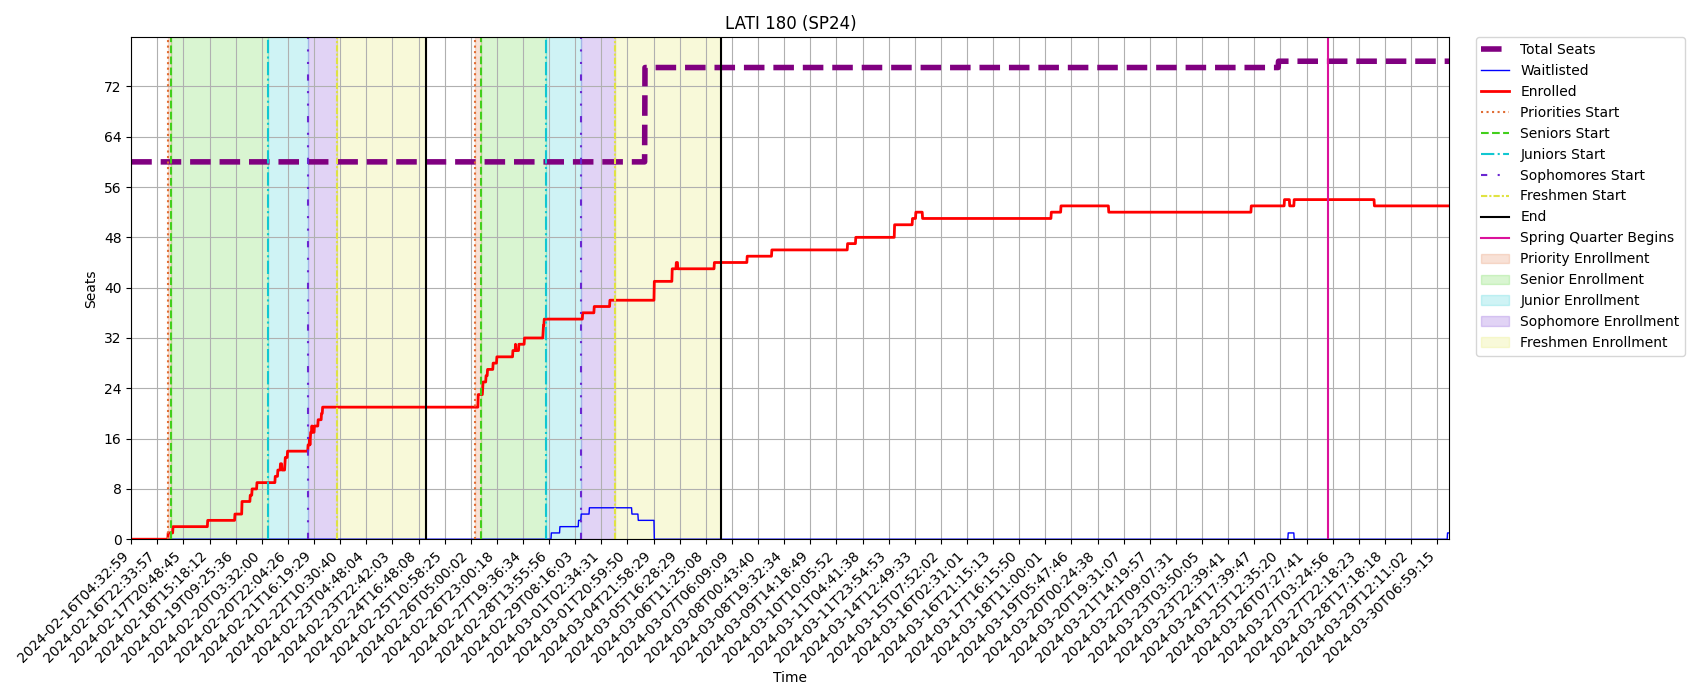 LATI 180 (SP24)
Total Seats
Waitlisted
Enrolled
Priorities Start
Seniors Start
Juniors Start
Sophomores Start
Freshmen Start
End
Spring Quarter Begins
Priority Enrollment
Senior Enrollment
Junior Enrollment
Sophomore Enrollment
Freshmen Enrollment
Seats
72
64
56
48
40
32
24
16
8
0
2024-02-16T04:32:59
2024-02-16T22:33:57
2024-02-17T20:48:45
2024-02-18T15:18:12
2024-02-19T09:25:36
2024-02-20T03:32:00
2024-02-20T22:04:26
2024-02-21T16:19:29
2024-02-22T10:30:40
2024-02-23T04:48:04
2024-02-23T22:42:03
2024-02-24T16:48:08
2024-02-25T10:58:25
2024-02-26T05:00:02
2024-02-26T23:00:18
2024-02-27T19:36:34
2024-02-28T13:55:56
2024-02-29T08:16:03
2024-03-01T02:34:31
2024-03-01T20:59:50
2024-03-04T21:58:29
2024-03-05T16:28:29
2024-03-06T11:25:08
2024-03-07T06:09:09
2024-03-08T00:43:40
2024-03-08T19:32:34
2024-03-09T14:18:49
2024-03-10T10:05:52
2024-03-11T04:41:38
2024-03-11T23:54:53
2024-03-14T12:49:33
2024-03-15T07:52:02
2024-03-16T02:31:01
2024-03-16T21:15:13
2024-03-17T16:15:50
2024-03-18T11:00:01
2024-03-19T05:47:46
2024-03-20T00:24:38
2024-03-20T19:31:07
2024-03-21T14:19:57
2024-03-22T09:07:31
2024-03-23T03:50:05
2024-03-23T22:39:41
2024-03-24T17:39:47
2024-03-25T12:35:20
2024-03-26T07:27:41
2024-03-27T03:24:56
2024-03-27T22:18:23
2024-03-28T17:18:18
2024-03-29T12:11:02
2024-03-30T06:59:15
Time